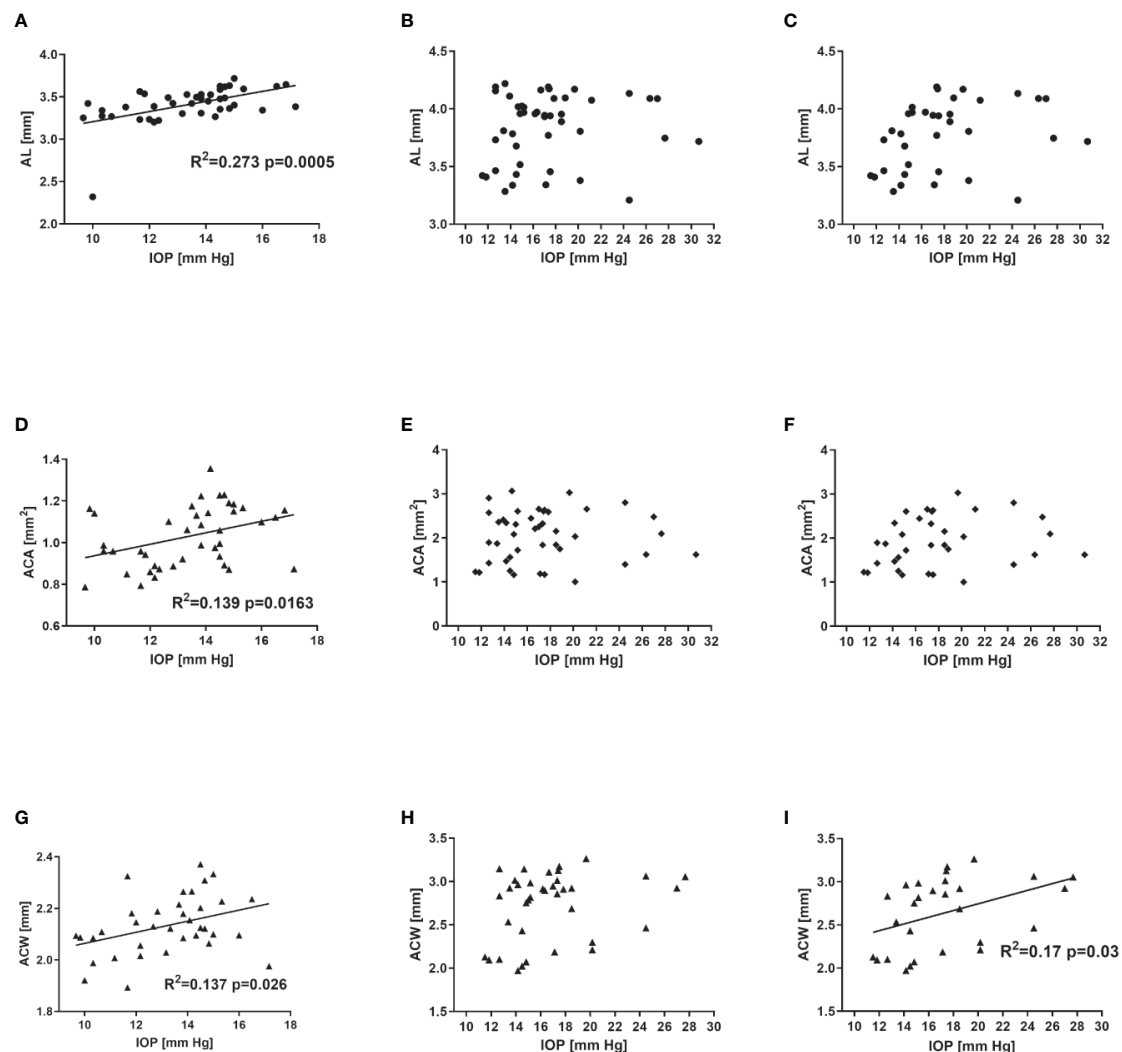 A
4.0
3.5
3.0
2.5
2.0
AL [mm]
R2=0.273 p=0.0005
10 12 14 16 18
IOP [mm Hg]
B
4.5
4.0
3.5
3.0
AL [mm]
10 12 14 16 18 20 22 24 26 28 30 32
IOP [mm Hg]
C
4.5
4.0
3.5
3.0
AL [mm]
10 12 14 16 18 20 22 24 26 28 30 32
IOP [mm Hg]
D
1.4
1.2
1.0
0.8
0.6
ACA [mm2]
R2=0.139 p=0.0163
10 12 14 16 18
IOP [mm Hg]
E
4
3
2
1
0
ACA [mm2]
10 12 14 16 18 20 22 24 26 28 30 32
IOP [mm Hg]
F
4
3
2
1
0
ACA [mm2]
10 12 14 16 18 20 22 24 26 28 30 32
IOP [mm Hg]
G
2.4
2.2
2.0
1.8
ACW [mm]
R2=0.137 p=0.026
10 12 14 16 18
IOP [mm Hg]
H
3.5
3.0
2.5
2.0
1.5
ACW [mm]
10 12 14 16 18 20 22 24 26 28 30
IOP [mm Hg]
I
3.5
3.0
2.5
2.0
1.5
ACW [mm]
R2=0.17 p=0.03
10 12 14 16 18 20 22 24 26 28 30
IOP [mm Hg]